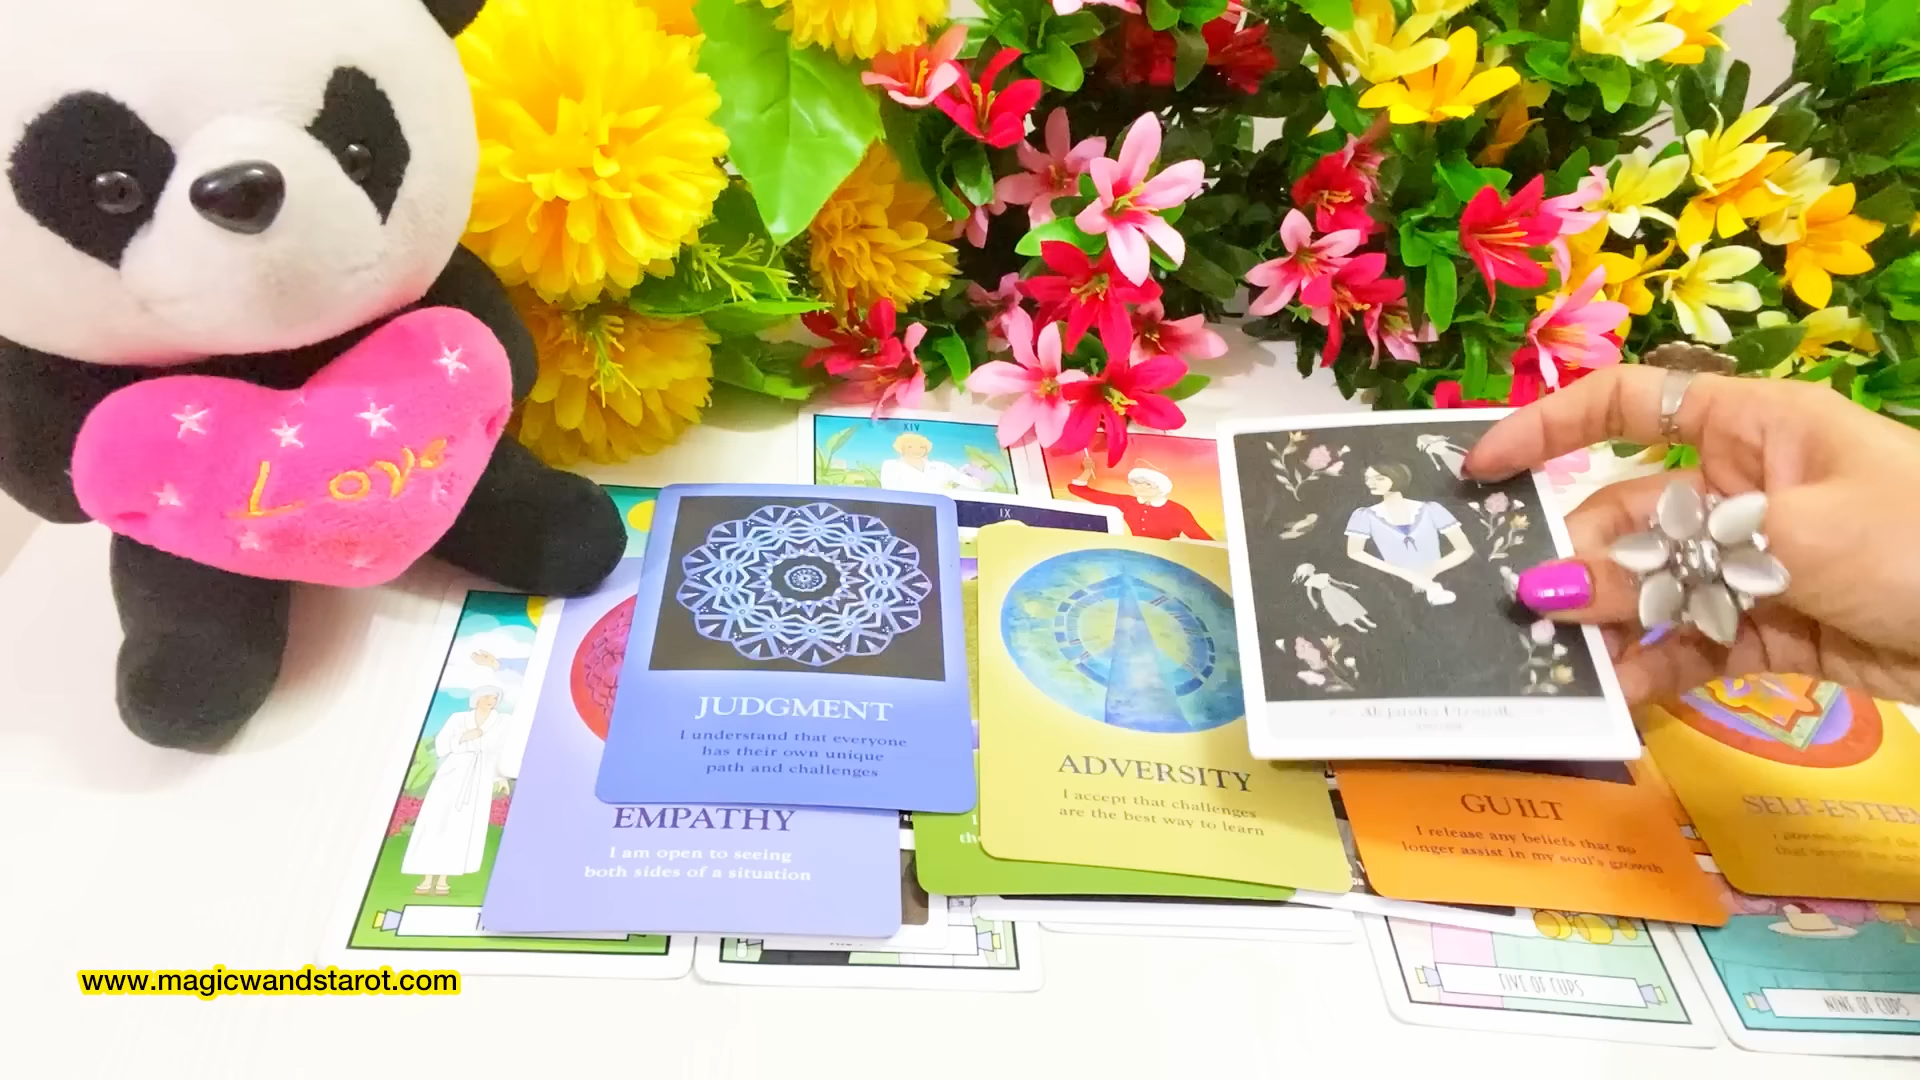 Love
XIV
IX
JUDGMENT
I understand that everyone
has their own unique
path and challenges
EMPATHY
I am open to seeing
both sides of a situation
ADVERSITY
I accept that challenges
are the best way to learn
GUILT
I release any beliefs that no
longer assist in my soul's growth
SELF-ESTEEM
FIVE OF CUPS
KING OF CUPS
www.magicwandstarot.com